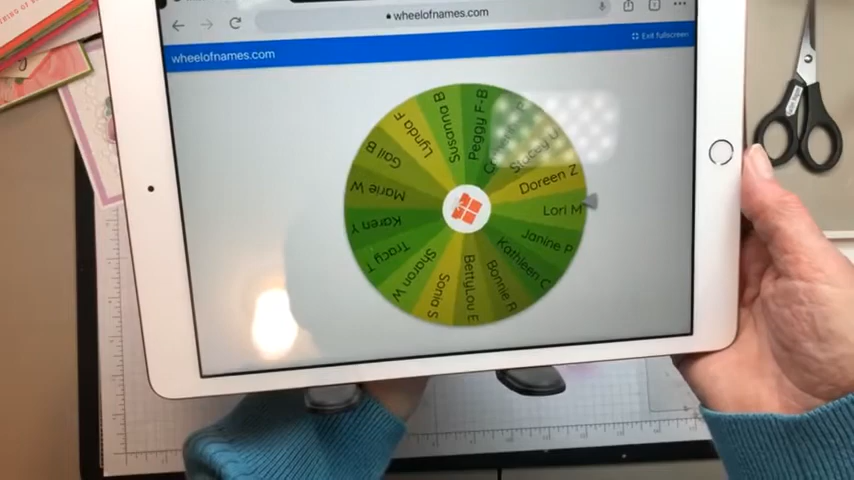 wheelofnames.com
wheelofnames.com
Exit fullscreen
Peggy F-B
Stacey U
Doreen Z
Lori M
Janine P
Kathleen C
Bonnie R
BettyLou E
Sonia S
Sharon W
Tracy T
Karen Y
Marie W
Gail B
Lynda F
Susanna B